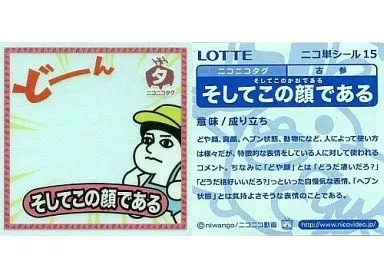 どーん
タ
ニコニコタグ
そしてこの顔である
LOTTE
ニコ単シール 15
ニコニコタグ
古参
そしてこのかおである
そしてこの顔である
意味/成り立ち
どや顔、真顔、ヘブン状態、動物になど、人によって使い方
は様々だが、特徴的な表情をしている人に対して使われる
コメント。ちなみに「どや顔」とは「どうだ凄いだろ?」
「どうだ格好いいだろ?」といった自慢気な表情、「ヘブン
状態」とは気持よさそうな表情のことである。
©niwango/ニコニコ動画
http://www.nicovideo.jp/